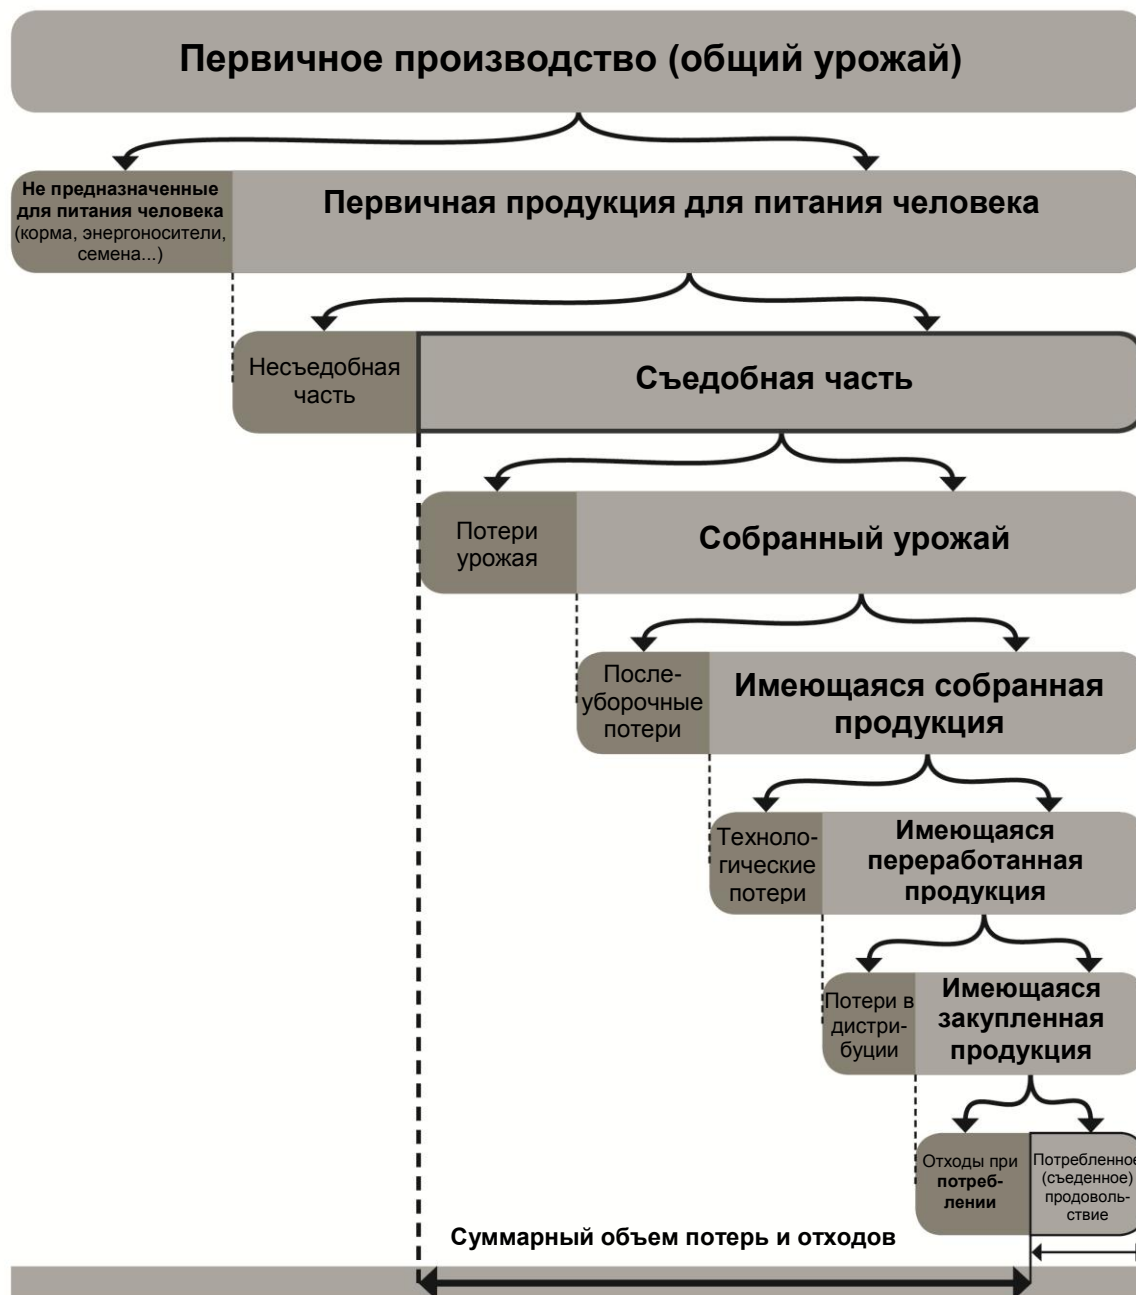 Первичное производство (общий урожай)
Не предназначенные
для питания человека
(корма, энергоносители,
семена...)
Первичная продукция для питания человека
Несъедобная
часть
Съедобная часть
Потери
урожая
Собранный урожай
После-
уборочные
потери
Имеющаяся собранная
продукция
Техноло-
гические
потери
Имеющаяся
переработанная
продукция
Потери в
дистри-
буции
Имеющаяся
закупленная
продукция
Отходы при
потреб-
лении
Потребленное
(съеденное)
продоволь-
ствие
Суммарный объем потерь и отходов